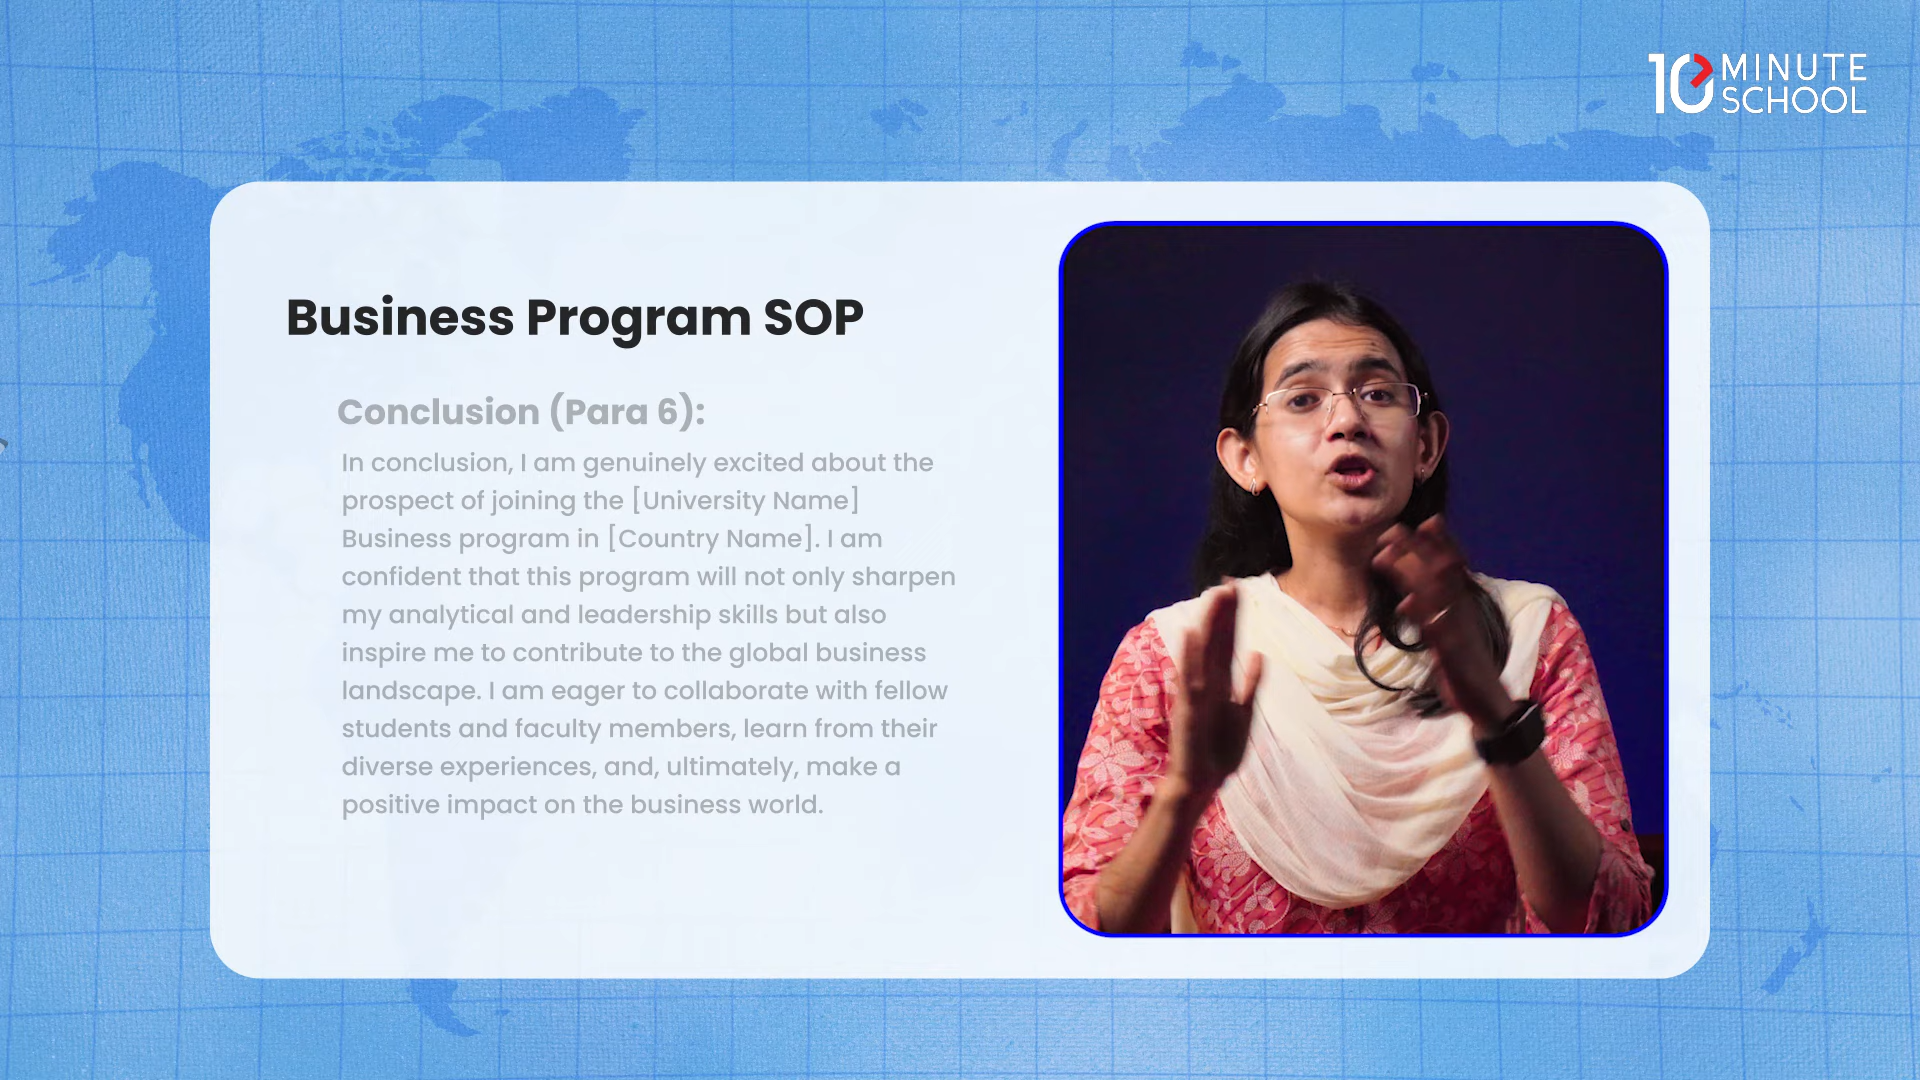 10 MINUTE
SCHOOL
Business Program SOP
Conclusion (Para 6):
In conclusion, I am genuinely excited about the
prospect of joining the [University Name]
Business program in [Country Name]. I am
confident that this program will not only sharpen
my analytical and leadership skills but also
inspire me to contribute to the global business
landscape. I am eager to collaborate with fellow
students and faculty members, learn from their
diverse experiences, and, ultimately, make a
positive impact on the business world.